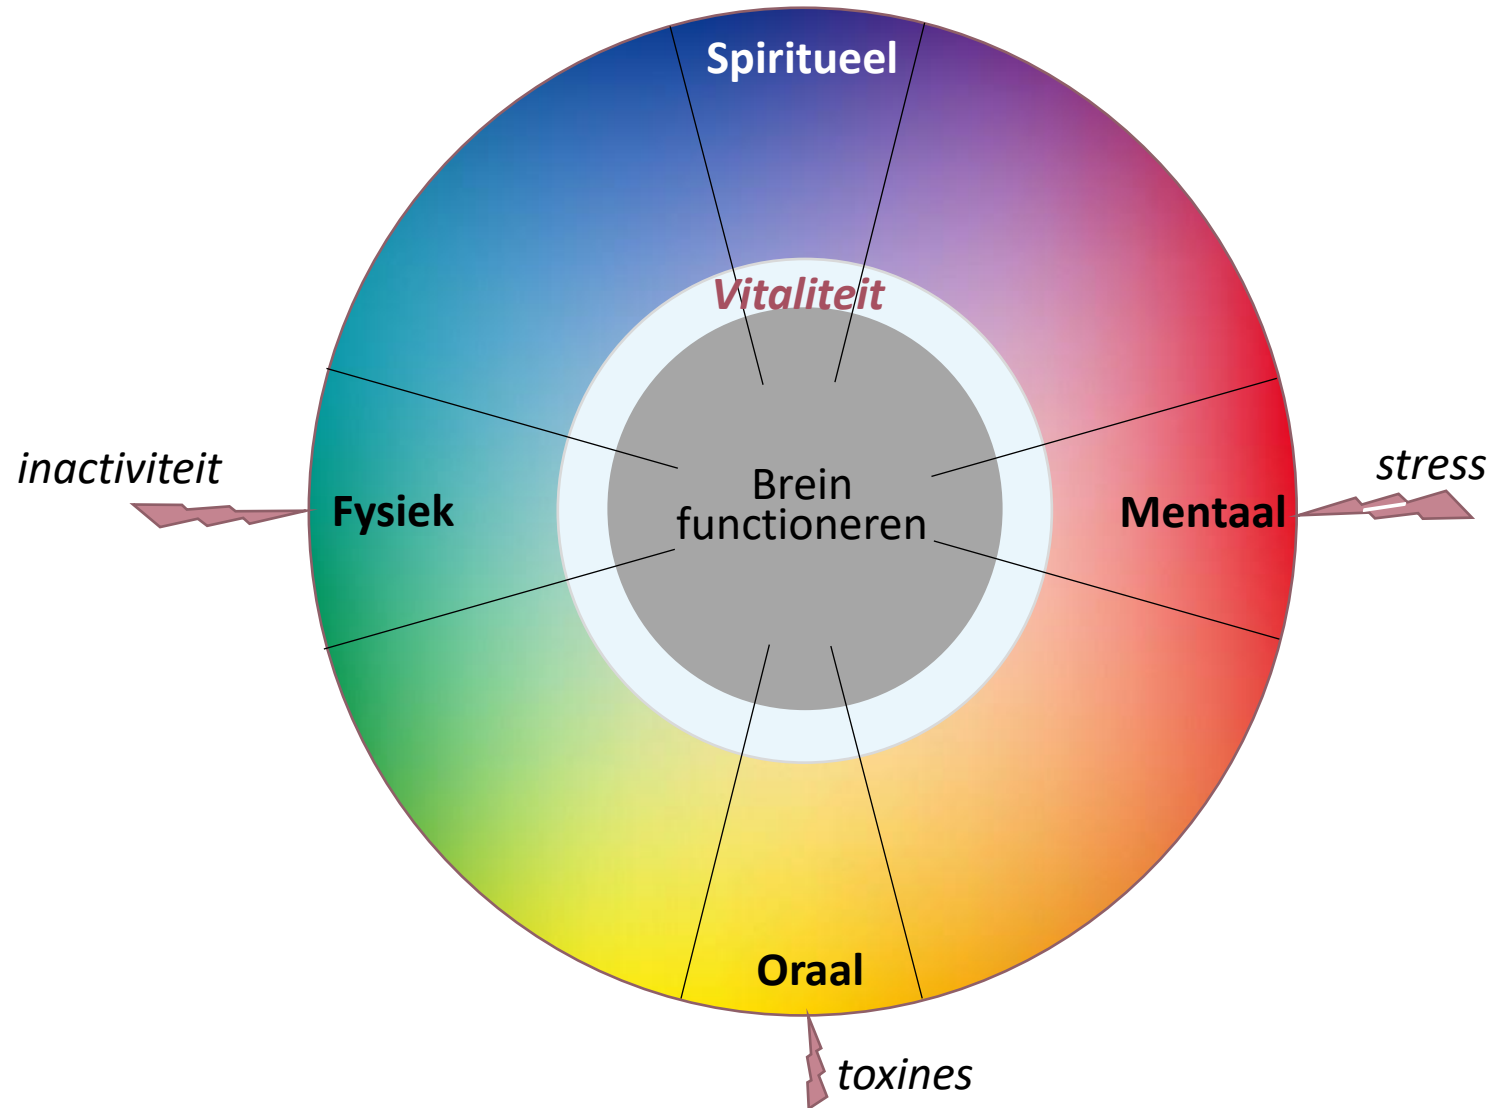 Spiritueel
Vitaliteit
inactiviteit
stress
Fysiek
Brein
functioneren
Mentaal
Oraal
toxines